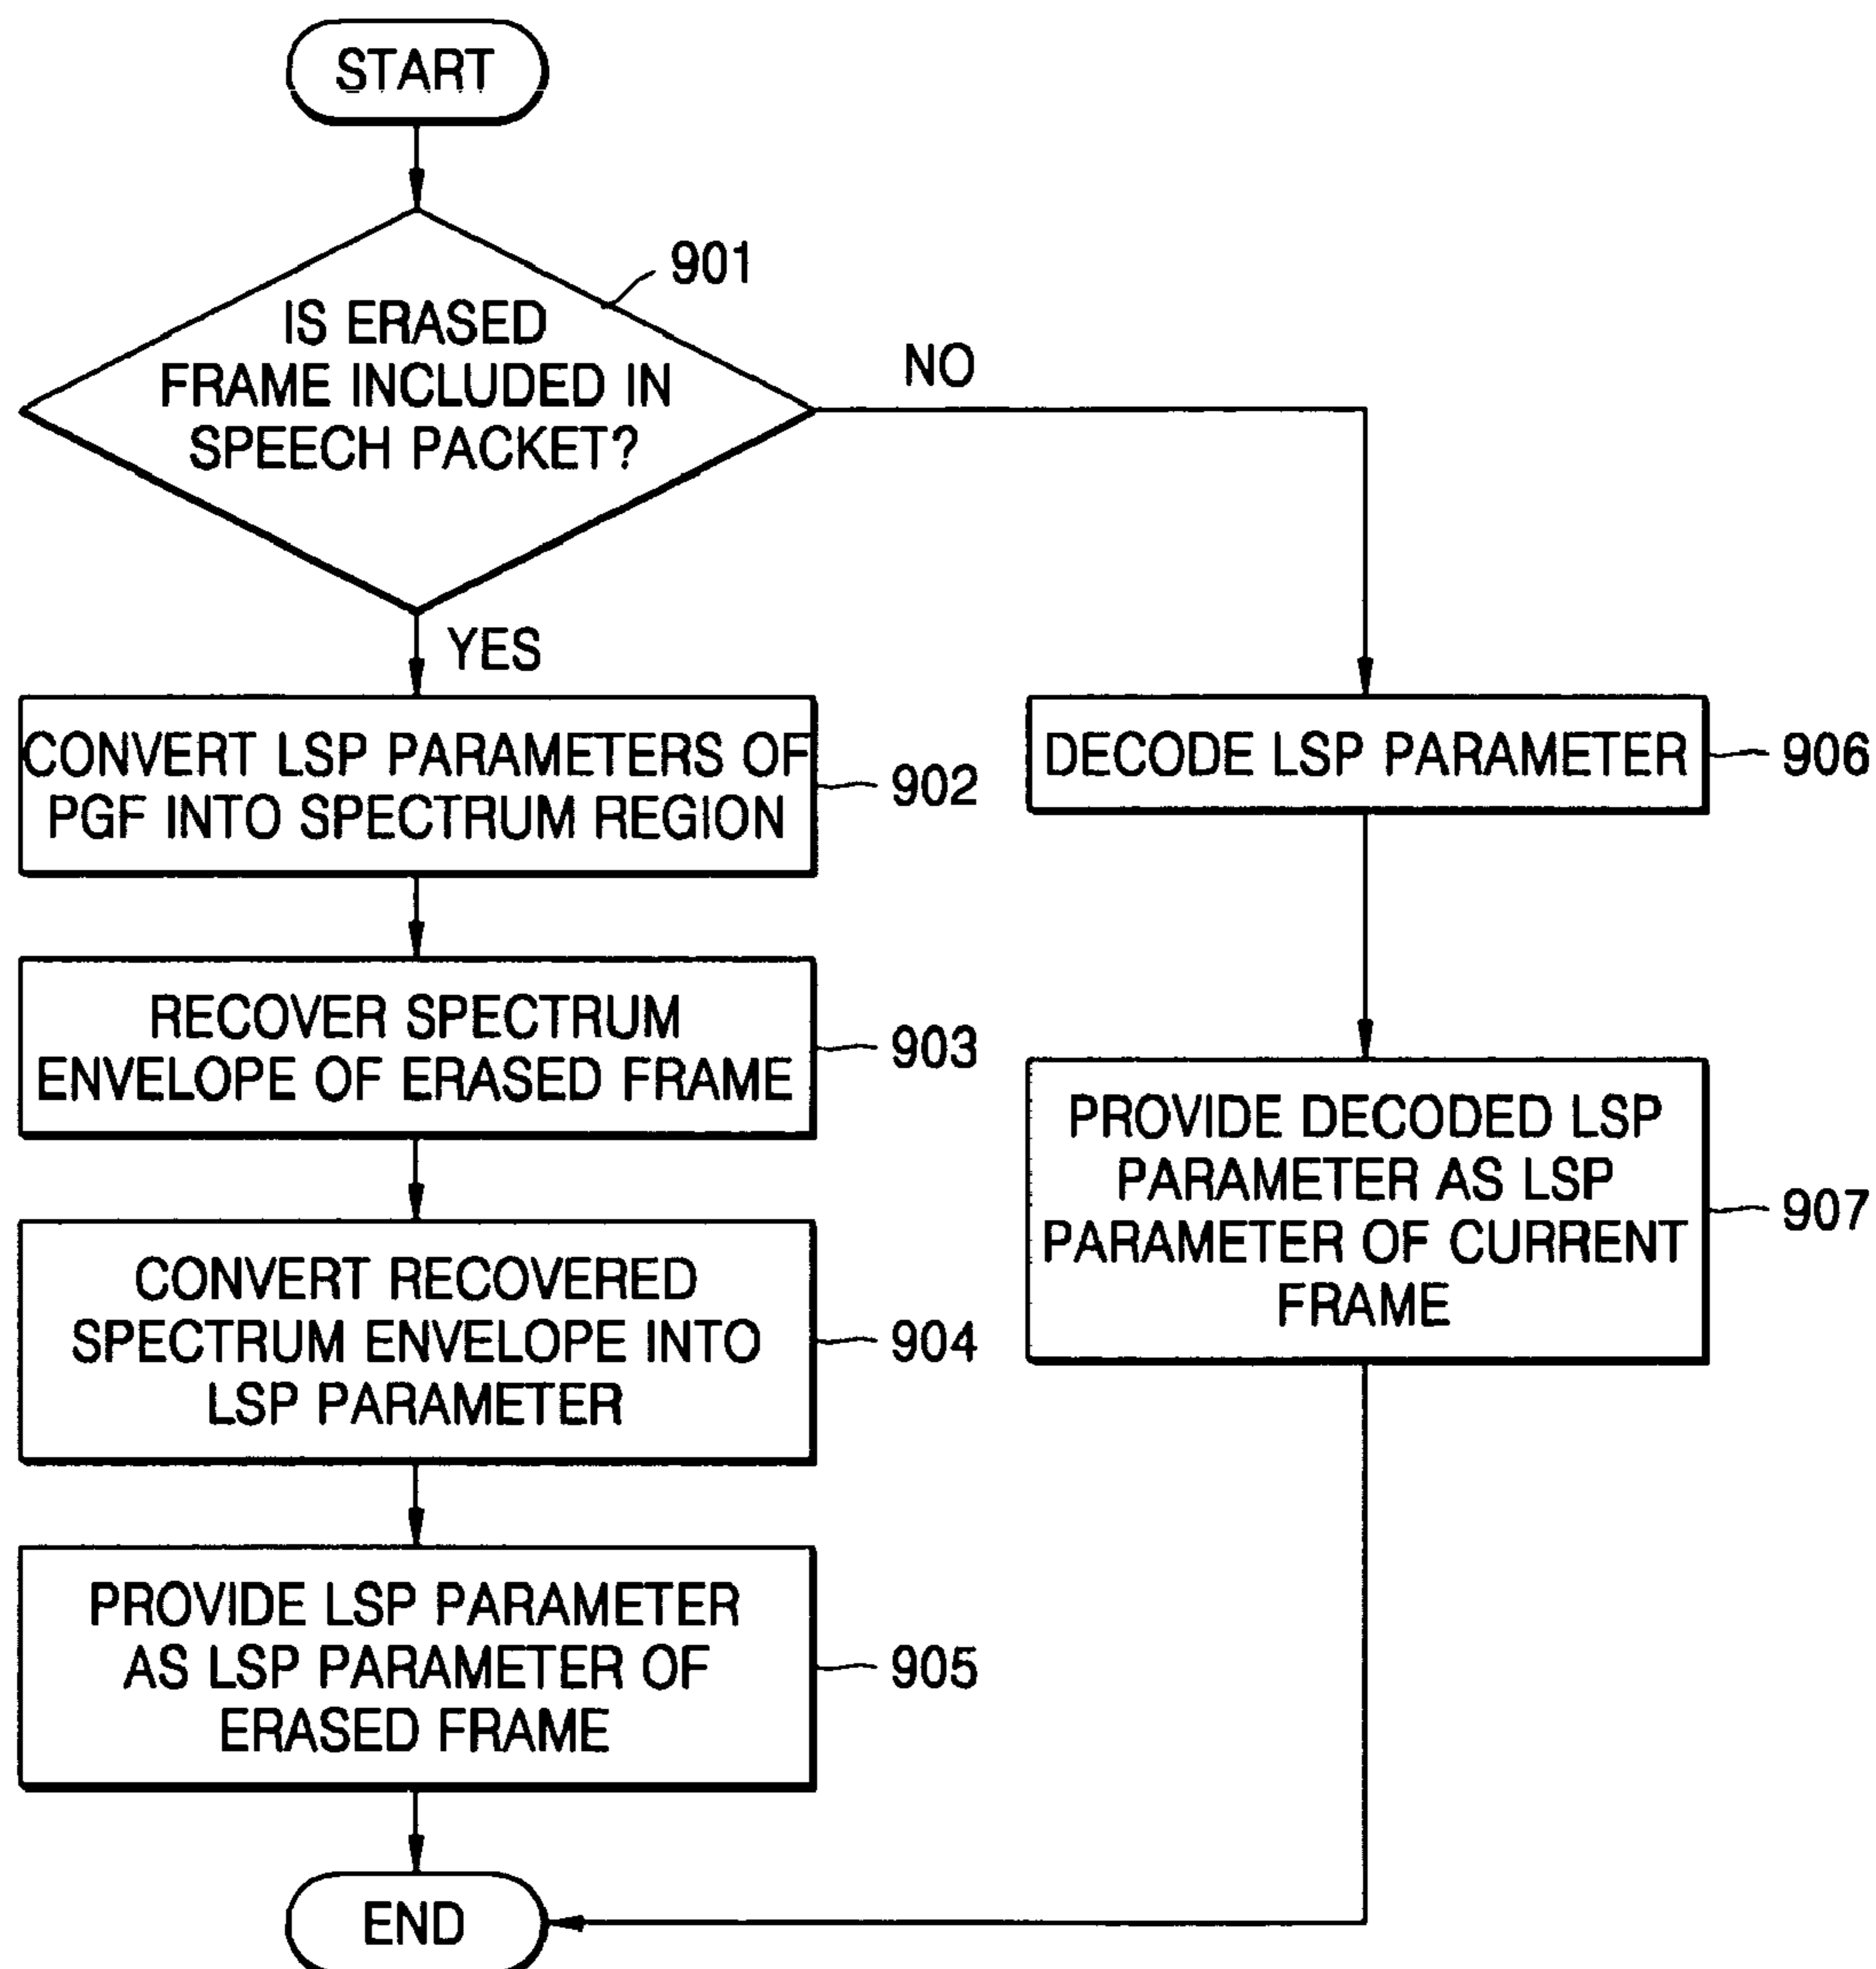 START
901
IS ERASED
FRAME INCLUDED IN
SPEECH PACKET?
NO
YES
CONVERT LSP PARAMETERS OF
PGF INTO SPECTRUM REGION
902
RECOVER SPECTRUM
ENVELOPE OF ERASED FRAME
903
CONVERT RECOVERED
SPECTRUM ENVELOPE INTO
LSP PARAMETER
904
PROVIDE LSP PARAMETER
AS LSP PARAMETER OF
ERASED FRAME
905
DECODE LSP PARAMETER
906
PROVIDE DECODED LSP
PARAMETER AS LSP
PARAMETER OF CURRENT
FRAME
907
END